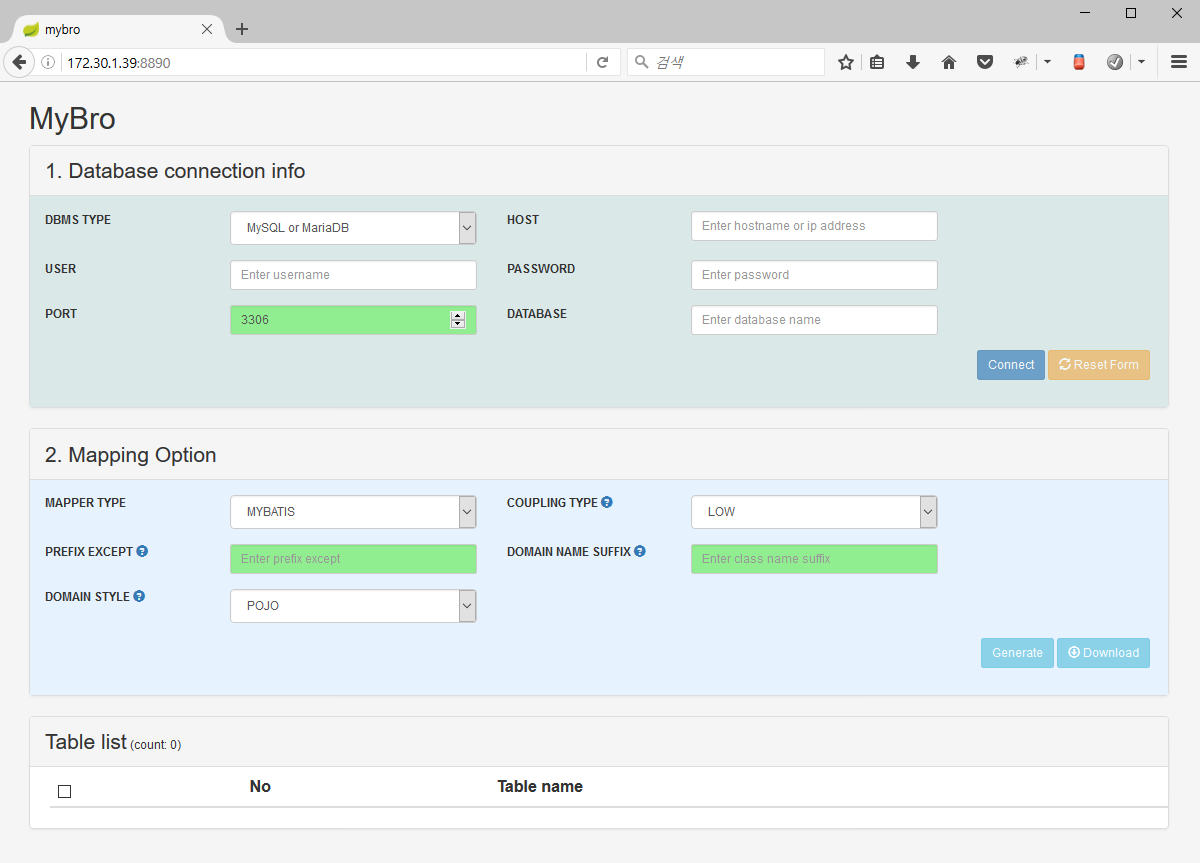 mybro
172.30.1.39:8890
검색
MyBro
1. Database connection info
DBMS TYPE
MySQL or MariaDB
HOST
Enter hostname or ip address
USER
Enter username
PASSWORD
Enter password
PORT
3306
DATABASE
Enter database name
Connect
Reset Form
2. Mapping Option
MAPPER TYPE
MYBATIS
COUPLING TYPE
LOW
PREFIX EXCEPT
Enter prefix except
DOMAIN NAME SUFFIX
Enter class name suffix
DOMAIN STYLE
POJO
Generate
Download
Table list (count: 0)
No
Table name